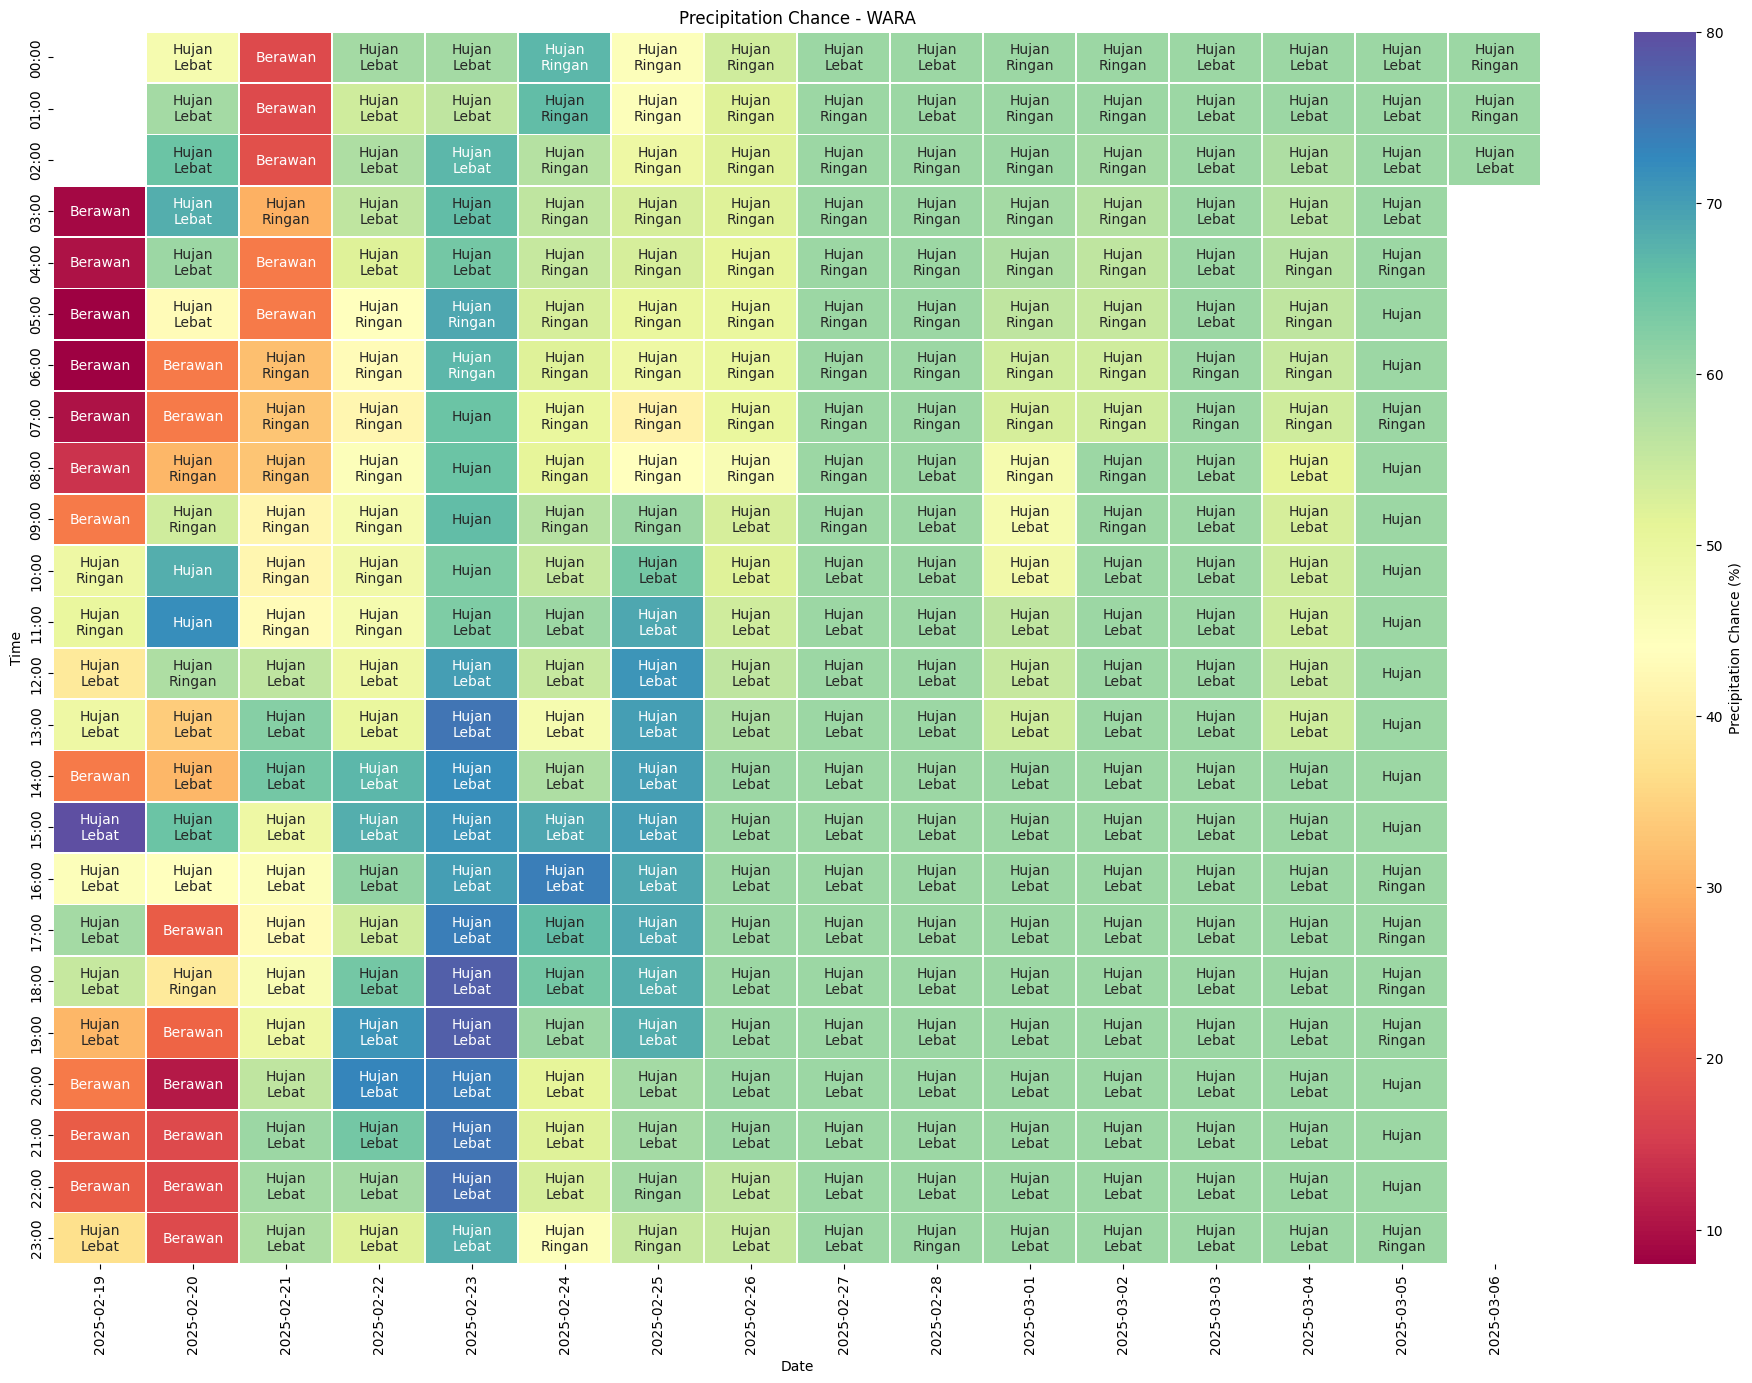 Precipitation Chance - WARA
00:00 Hujan Lebat Berawan Hujan Lebat Hujan Lebat Hujan Ringan Hujan Ringan Hujan Ringan Hujan Lebat Hujan Lebat Hujan Ringan Hujan Ringan Hujan Lebat Hujan Lebat Hujan Lebat Hujan Ringan
01:00 Hujan Lebat Berawan Hujan Lebat Hujan Lebat Hujan Ringan Hujan Ringan Hujan Ringan Hujan Ringan Hujan Lebat Hujan Ringan Hujan Ringan Hujan Lebat Hujan Lebat Hujan Lebat Hujan Ringan
02:00 Hujan Lebat Berawan Hujan Lebat Hujan Lebat Hujan Ringan Hujan Ringan Hujan Ringan Hujan Ringan Hujan Ringan Hujan Ringan Hujan Ringan Hujan Lebat Hujan Lebat Hujan Lebat Hujan Lebat
03:00 Berawan Hujan Lebat Hujan Ringan Hujan Lebat Hujan Lebat Hujan Ringan Hujan Ringan Hujan Ringan Hujan Ringan Hujan Ringan Hujan Ringan Hujan Ringan Hujan Lebat Hujan Lebat Hujan Lebat
04:00 Berawan Hujan Lebat Berawan Hujan Lebat Hujan Lebat Hujan Ringan Hujan Ringan Hujan Ringan Hujan Ringan Hujan Ringan Hujan Ringan Hujan Ringan Hujan Lebat Hujan Ringan Hujan Ringan
05:00 Berawan Hujan Lebat Berawan Hujan Ringan Hujan Ringan Hujan Ringan Hujan Ringan Hujan Ringan Hujan Ringan Hujan Ringan Hujan Ringan Hujan Ringan Hujan Lebat Hujan Ringan Hujan
06:00 Berawan Berawan Hujan Ringan Hujan Ringan Hujan Ringan Hujan Ringan Hujan Ringan Hujan Ringan Hujan Ringan Hujan Ringan Hujan Ringan Hujan Ringan Hujan Ringan Hujan Ringan Hujan
07:00 Berawan Berawan Hujan Ringan Hujan Ringan Hujan Hujan Ringan Hujan Ringan Hujan Ringan Hujan Ringan Hujan Ringan Hujan Ringan Hujan Ringan Hujan Ringan Hujan Ringan Hujan Ringan
08:00 Berawan Hujan Ringan Hujan Ringan Hujan Ringan Hujan Hujan Ringan Hujan Ringan Hujan Ringan Hujan Ringan Hujan Lebat Hujan Ringan Hujan Ringan Hujan Lebat Hujan Lebat Hujan
09:00 Berawan Hujan Ringan Hujan Ringan Hujan Ringan Hujan Hujan Ringan Hujan Ringan Hujan Lebat Hujan Ringan Hujan Lebat Hujan Lebat Hujan Ringan Hujan Lebat Hujan Lebat Hujan
10:00 Hujan Ringan Hujan Hujan Ringan Hujan Ringan Hujan Hujan Lebat Hujan Lebat Hujan Lebat Hujan Lebat Hujan Lebat Hujan Lebat Hujan Lebat Hujan Lebat Hujan Lebat Hujan
11:00 Hujan Ringan Hujan Hujan Ringan Hujan Ringan Hujan Lebat Hujan Lebat Hujan Lebat Hujan Lebat Hujan Lebat Hujan Lebat Hujan Lebat Hujan Lebat Hujan Lebat Hujan Lebat Hujan
12:00 Hujan Lebat Hujan Ringan Hujan Lebat Hujan Lebat Hujan Lebat Hujan Lebat Hujan Lebat Hujan Lebat Hujan Lebat Hujan Lebat Hujan Lebat Hujan Lebat Hujan Lebat Hujan Lebat Hujan
13:00 Hujan Lebat Hujan Lebat Hujan Lebat Hujan Lebat Hujan Lebat Hujan Lebat Hujan Lebat Hujan Lebat Hujan Lebat Hujan Lebat Hujan Lebat Hujan Lebat Hujan Lebat Hujan Lebat Hujan
14:00 Berawan Hujan Lebat Hujan Lebat Hujan Lebat Hujan Lebat Hujan Lebat Hujan Lebat Hujan Lebat Hujan Lebat Hujan Lebat Hujan Lebat Hujan Lebat Hujan Lebat Hujan Lebat Hujan
15:00 Hujan Lebat Hujan Lebat Hujan Lebat Hujan Lebat Hujan Lebat Hujan Lebat Hujan Lebat Hujan Lebat Hujan Lebat Hujan Lebat Hujan Lebat Hujan Lebat Hujan Lebat Hujan Lebat Hujan
16:00 Hujan Lebat Hujan Lebat Hujan Lebat Hujan Lebat Hujan Lebat Hujan Lebat Hujan Lebat Hujan Lebat Hujan Lebat Hujan Lebat Hujan Lebat Hujan Lebat Hujan Lebat Hujan Lebat Hujan Ringan
17:00 Hujan Lebat Berawan Hujan Lebat Hujan Lebat Hujan Lebat Hujan Lebat Hujan Lebat Hujan Lebat Hujan Lebat Hujan Lebat Hujan Lebat Hujan Lebat Hujan Lebat Hujan Lebat Hujan Ringan
18:00 Hujan Lebat Hujan Ringan Hujan Lebat Hujan Lebat Hujan Lebat Hujan Lebat Hujan Lebat Hujan Lebat Hujan Lebat Hujan Lebat Hujan Lebat Hujan Lebat Hujan Lebat Hujan Lebat Hujan Ringan
19:00 Hujan Lebat Berawan Hujan Lebat Hujan Lebat Hujan Lebat Hujan Lebat Hujan Lebat Hujan Lebat Hujan Lebat Hujan Lebat Hujan Lebat Hujan Lebat Hujan Lebat Hujan Lebat Hujan Ringan
20:00 Berawan Berawan Hujan Lebat Hujan Lebat Hujan Lebat Hujan Lebat Hujan Lebat Hujan Lebat Hujan Lebat Hujan Lebat Hujan Lebat Hujan Lebat Hujan Lebat Hujan Lebat Hujan
21:00 Berawan Berawan Hujan Lebat Hujan Lebat Hujan Lebat Hujan Lebat Hujan Lebat Hujan Lebat Hujan Lebat Hujan Lebat Hujan Lebat Hujan Lebat Hujan Lebat Hujan Lebat Hujan
22:00 Berawan Berawan Hujan Lebat Hujan Lebat Hujan Lebat Hujan Lebat Hujan Ringan Hujan Lebat Hujan Lebat Hujan Lebat Hujan Lebat Hujan Lebat Hujan Lebat Hujan Lebat Hujan
23:00 Hujan Lebat Berawan Hujan Lebat Hujan Lebat Hujan Lebat Hujan Ringan Hujan Ringan Hujan Lebat Hujan Lebat Hujan Ringan Hujan Lebat Hujan Lebat Hujan Lebat Hujan Lebat Hujan Ringan
Time
2025-02-19 2025-02-20 2025-02-21 2025-02-22 2025-02-23 2025-02-24 2025-02-25 2025-02-26 2025-02-27 2025-02-28 2025-03-01 2025-03-02 2025-03-03 2025-03-04 2025-03-05 2025-03-06
Date
80
70
60
50
40
30
20
10
Precipitation Chance (%)